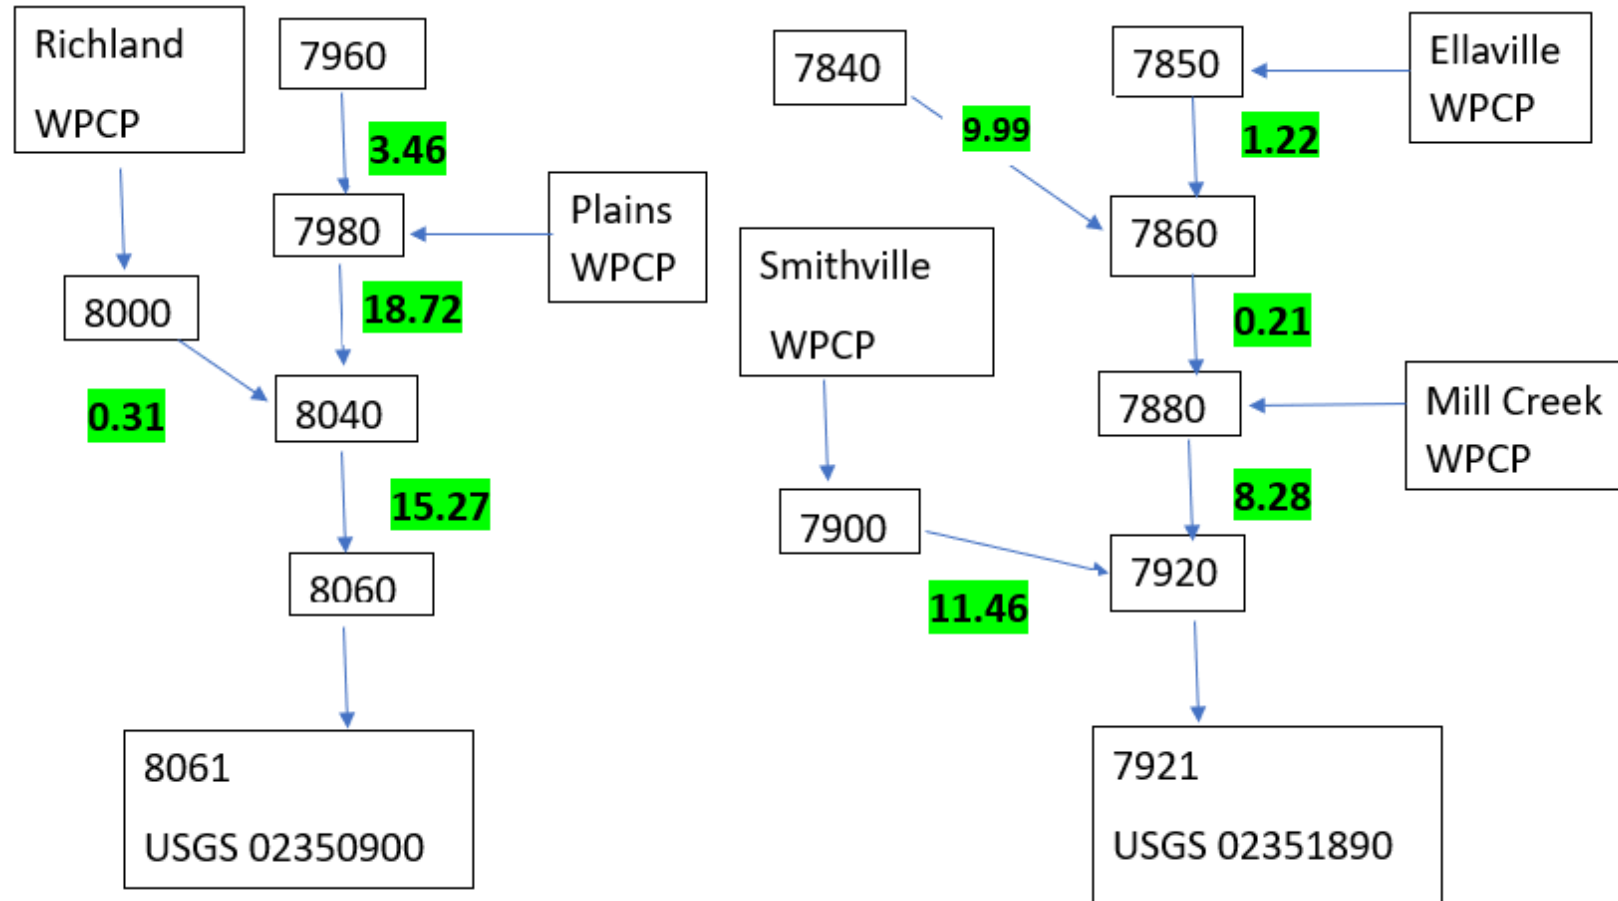 Richland
WPCP
7960
3.46
7980
Plains
WPCP
8000
18.72
0.31
8040
15.27
8060
8061
USGS 02350900
7840
9.99
7850
Ellaville
WPCP
1.22
7860
Smithville
WPCP
0.21
7880
Mill Creek
WPCP
8.28
7900
11.46
7920
7921
USGS 02351890